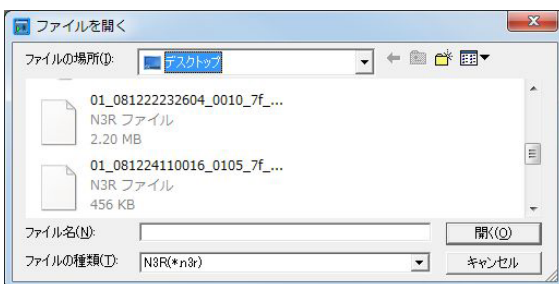 ファイルを開く
ファイルの場所(I):
デスクトップ
01_081222232604_0010_7f_...
N3R ファイル
2.20 MB
01_081224110016_0105_7f_...
N3R ファイル
456 KB
ファイル名(N):
開く(O)
ファイルの種類(T):
N3R(*n3r)
キャンセル